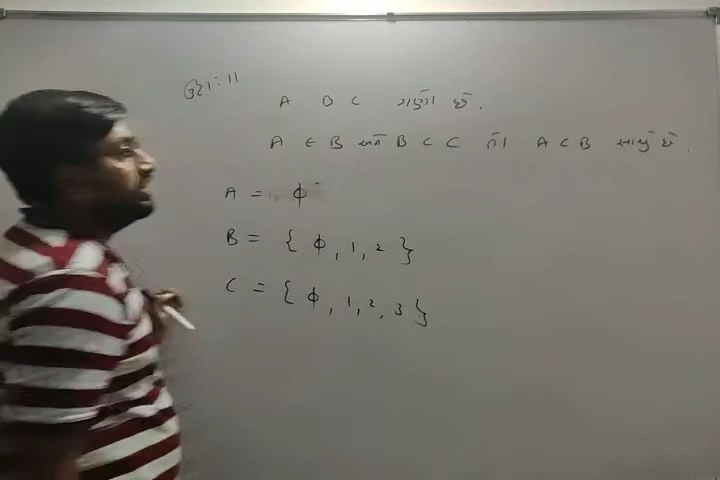 ઉદા: 11
A B C ગણો છે.
A ∈ B અને B ⊂ C તો A ⊂ B સાચું છે.
A = ϕ
B = { ϕ, 1, 2 }
C = { ϕ, 1, 2, 3 }